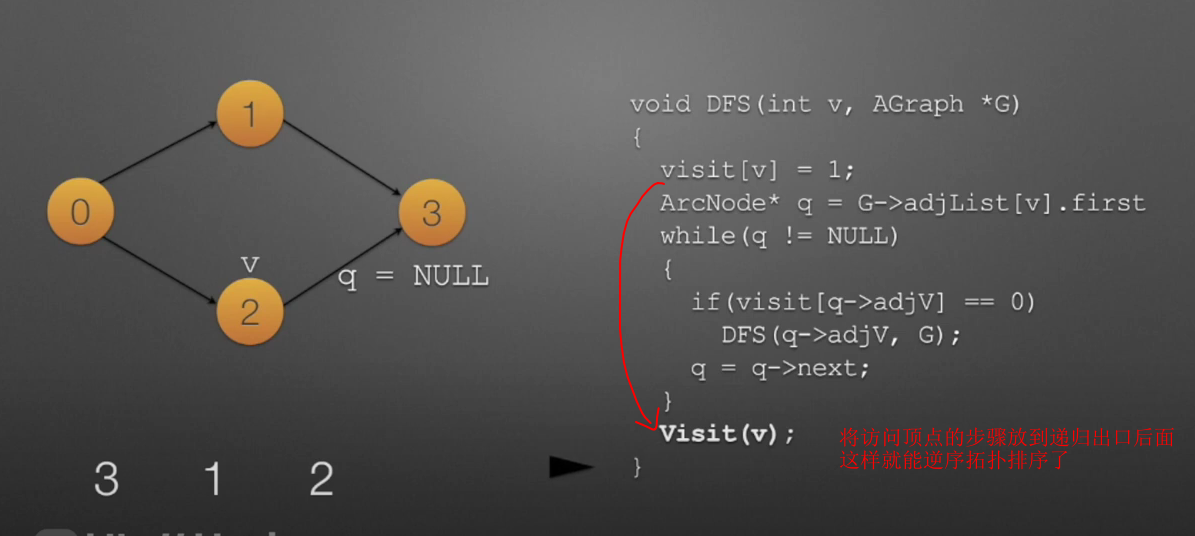 void DFS(int v, AGraph *G)
{
visit[v] = 1;
ArcNode* q = G->adjList[v].first
while(q != NULL)
{
if(visit[q->adjV] == 0)
DFS(q->adjV, G);
q = q->next;
}
Visit(v);
}
将访问顶点的步骤放到递归出口后面
这样就能逆序拓扑排序了
1
0
3
v
q = NULL
2
3 1 2